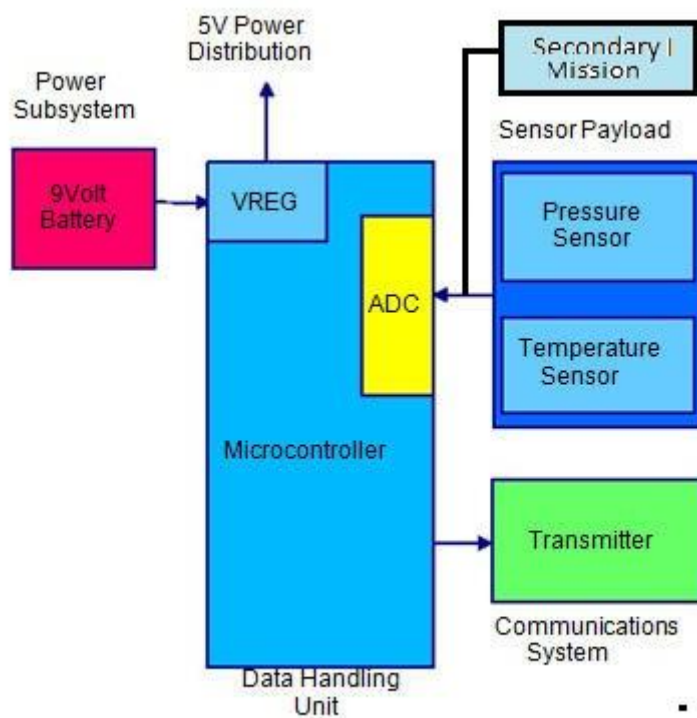 5V Power
Distribution
Secondary I
Mission
Power
Subsystem
Sensor Payload
9Volt
Battery
VREG
Pressure
Sensor
ADC
Temperature
Sensor
Microcontroller
Transmitter
Communications
System
Data Handling
Unit